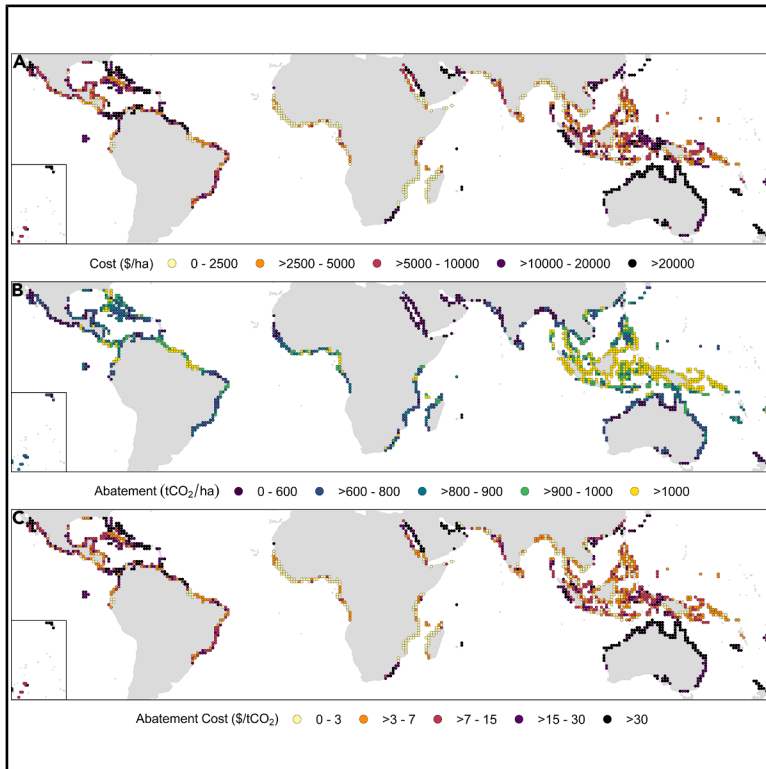 A
Cost ($/ha) 0 - 2500 >2500 - 5000 >5000 - 10000 >10000 - 20000 >20000
B
Abatement (tCO₂/ha) 0 - 600 >600 - 800 >800 - 900 >900 - 1000 >1000
C
Abatement Cost ($/tCO₂) 0 - 3 >3 - 7 >7 - 15 >15 - 30 >30